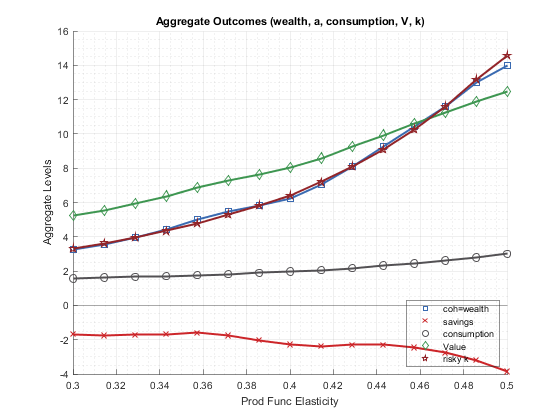 Aggregate Outcomes (wealth, a, consumption, V, k)
16
14
12
10
8
6
4
2
0
-2
-4
Aggregate Levels
0.3 0.32 0.34 0.36 0.38 0.4 0.42 0.44 0.46 0.48 0.5
Prod Func Elasticity
coh=wealth
savings
consumption
Value
risky k